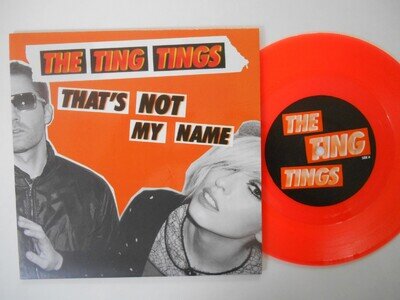 THE TING TINGS
THAT'S NOT
MY NAME
THE
TING
TINGS